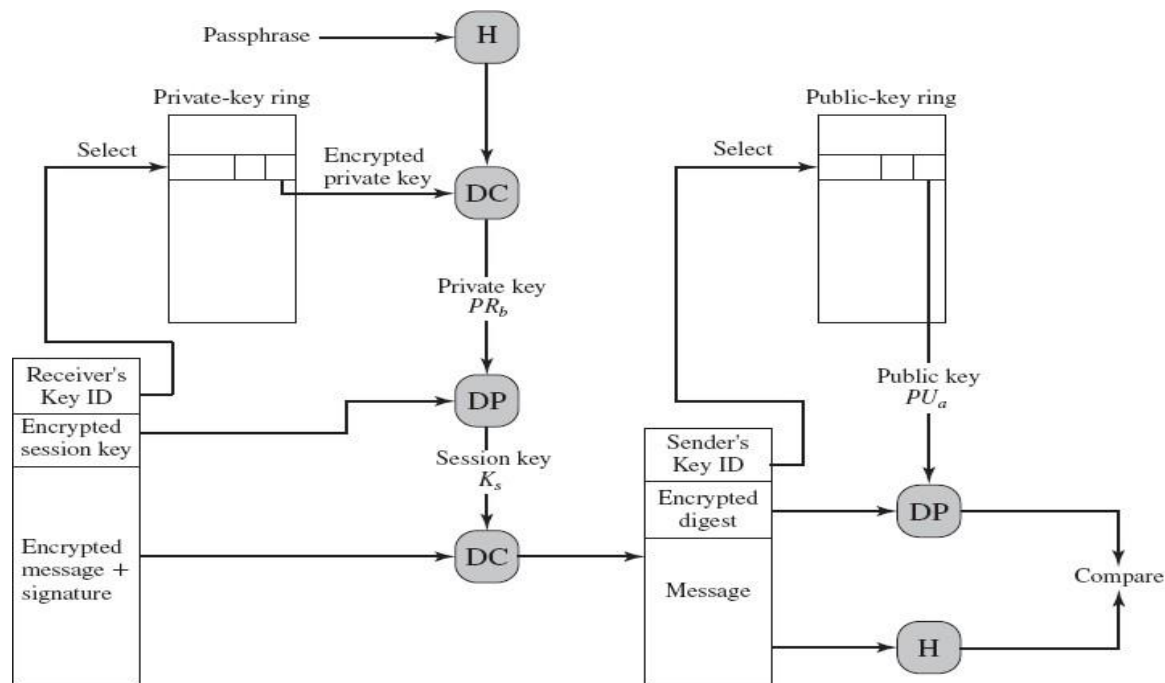 Passphrase
H
Private-key ring
Public-key ring
Select
Encrypted
private key
DC
Select
Private key
PR_b
Receiver's
Key ID
Encrypted
session key
DP
Public key
PU_a
Session key
K_s
Sender's
Key ID
Encrypted
digest
DP
Encrypted
message +
signature
DC
Message
Compare
H